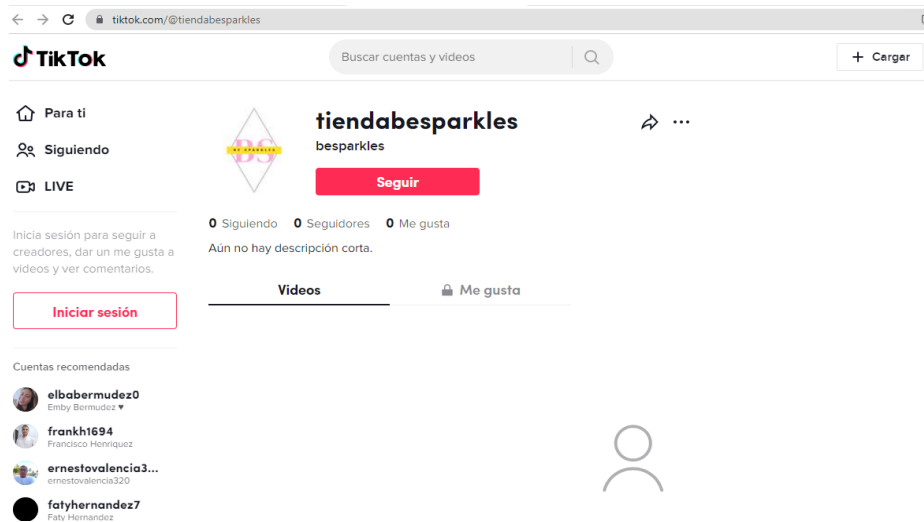 tiktok.com/@tiendabesparkles
TikTok
Buscar cuentas y videos
Cargar
Para ti
Siguiendo
LIVE
Inicia sesión para seguir a
creadores, dar un me gusta a
videos y ver comentarios.
Iniciar sesión
Cuentas recomendadas
elbabermudez0
Emby Bermudez ♥
frankh1694
Francisco Henriquez
ernestovalencia3...
ernestovalencia320
fatyhernandez7
Faty Hernandez
BS
BE SPARKLES
tiendabesparkles
besparkles
Seguir
0 Siguiendo 0 Seguidores 0 Me gusta
Aún no hay descripción corta.
Videos Me gusta